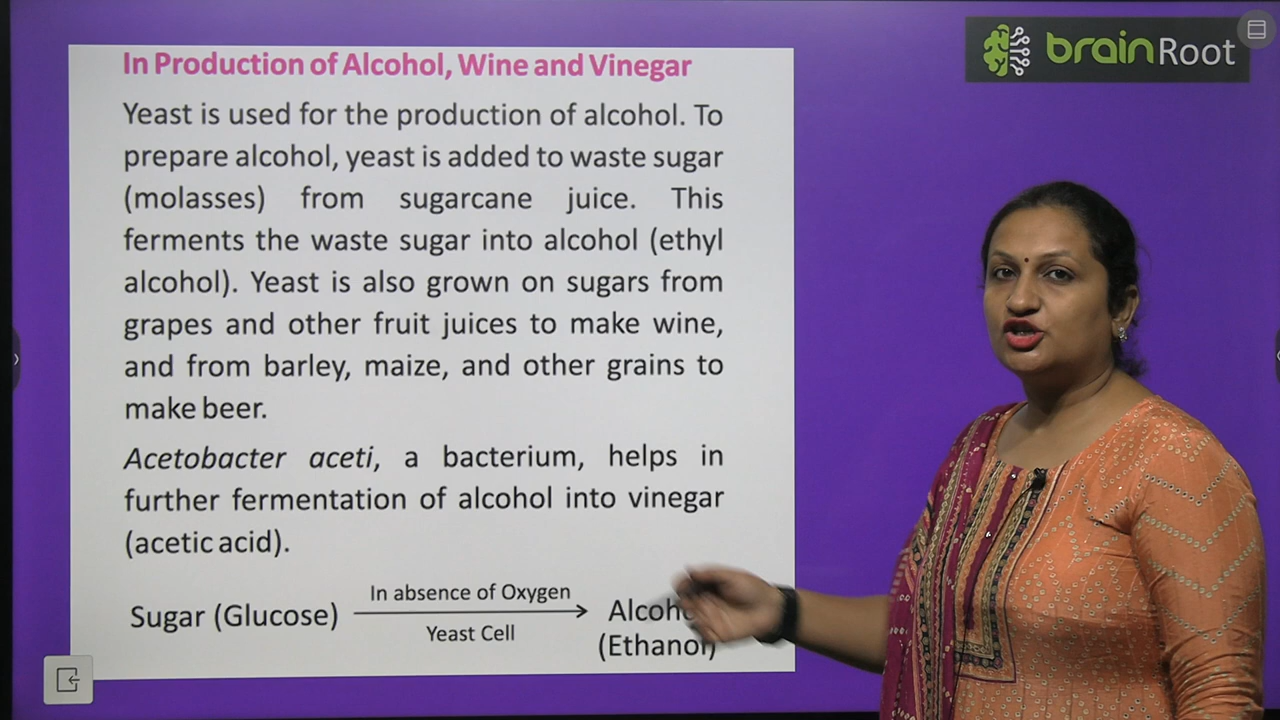 In Production of Alcohol, Wine and Vinegar
brainRoot
Yeast is used for the production of alcohol. To
prepare alcohol, yeast is added to waste sugar
(molasses) from sugarcane juice. This
ferments the waste sugar into alcohol (ethyl
alcohol). Yeast is also grown on sugars from
grapes and other fruit juices to make wine,
and from barley, maize, and other grains to
make beer.
Acetobacter aceti, a bacterium, helps in
further fermentation of alcohol into vinegar
(acetic acid).
In absence of Oxygen
Sugar (Glucose)
Yeast Cell
(Ethanol)